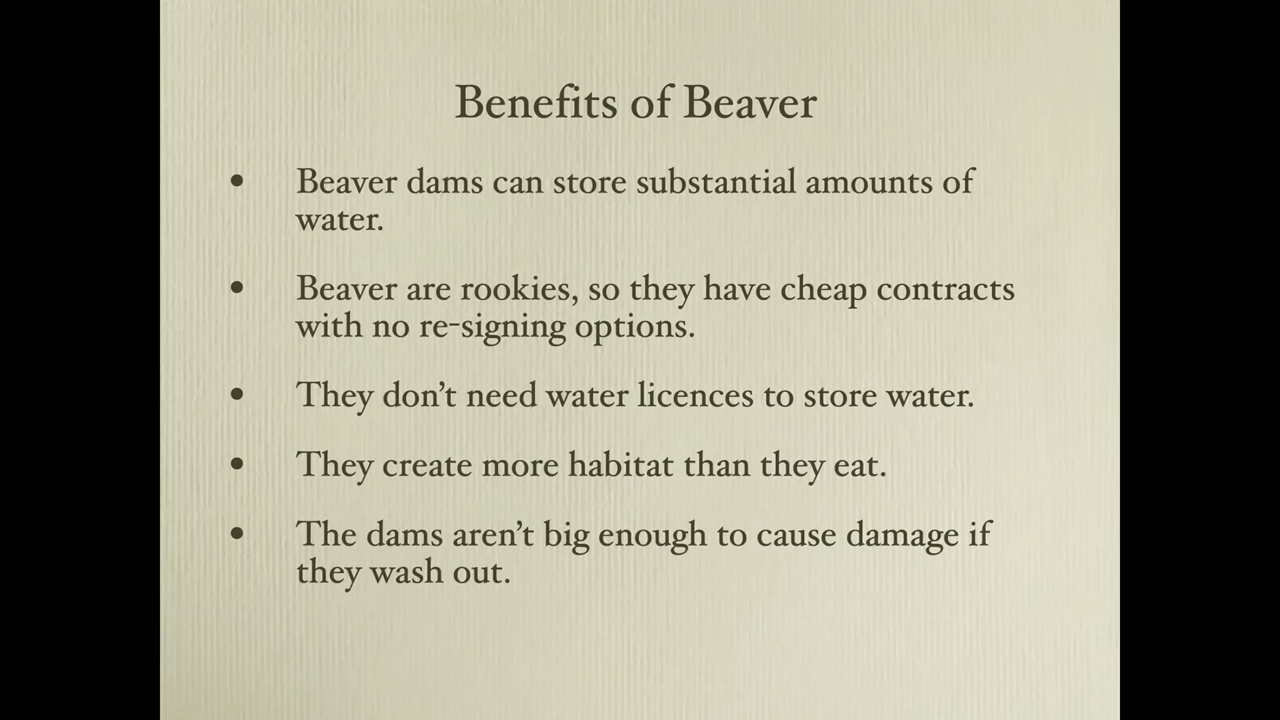 Benefits of Beaver
• Beaver dams can store substantial amounts of
water.
• Beaver are rookies, so they have cheap contracts
with no re-signing options.
• They don’t need water licences to store water.
• They create more habitat than they eat.
• The dams aren’t big enough to cause damage if
they wash out.